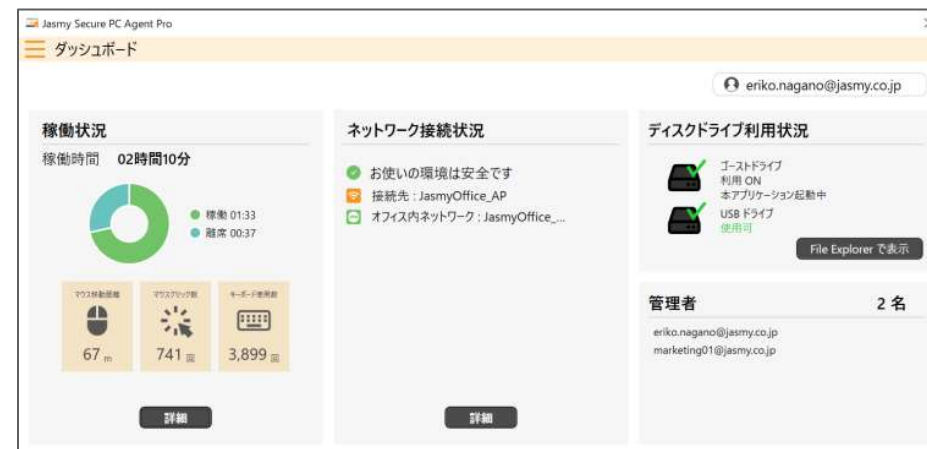 Jasmy Secure PC Agent Pro
ダッシュボード
eriko.nagano@jasmy.co.jp
稼働状況
稼働時間 02時間10分
稼働 01:33
離席 00:37
マウス移動距離
67 m
マウスクリック数
741 回
キーボード使用数
3,899 回
詳細
ネットワーク接続状況
お使いの環境は安全です
接続先 : JasmyOffice_AP
オフィス内ネットワーク : JasmyOffice_...
詳細
ディスクドライブ利用状況
ゴーストドライブ
利用 ON
本アプリケーション起動中
USB ドライブ
使用可
File Explorer で表示
管理者 2 名
eriko.nagano@jasmy.co.jp
marketing01@jasmy.co.jp